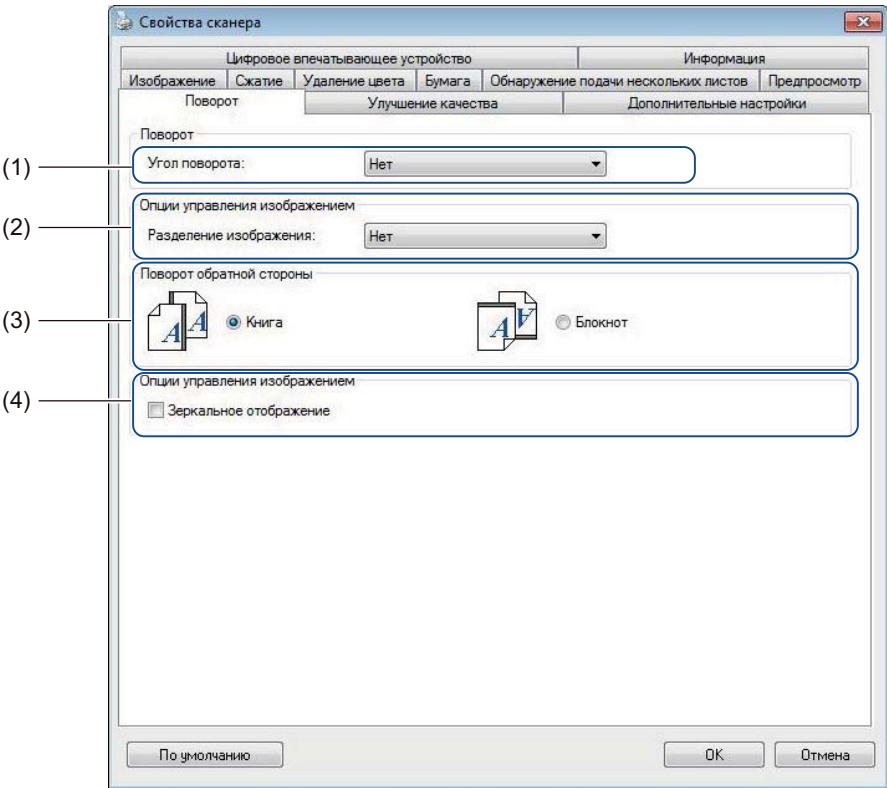 Свойства сканера
Цифровое впечатывающее устройство Информация
Изображение Сжатие Удаление цвета Бумага Обнаружение подачи нескольких листов Предпросмотр
Поворот Улучшение качества Дополнительные настройки
Поворот
(1) Угол поворота: Нет
Опции управления изображением
(2) Разделение изображения: Нет
Поворот обратной стороны
(3) A A Книга A A Блокнот
Опции управления изображением
(4) Зеркальное отображение
По умолчанию OK Отмена